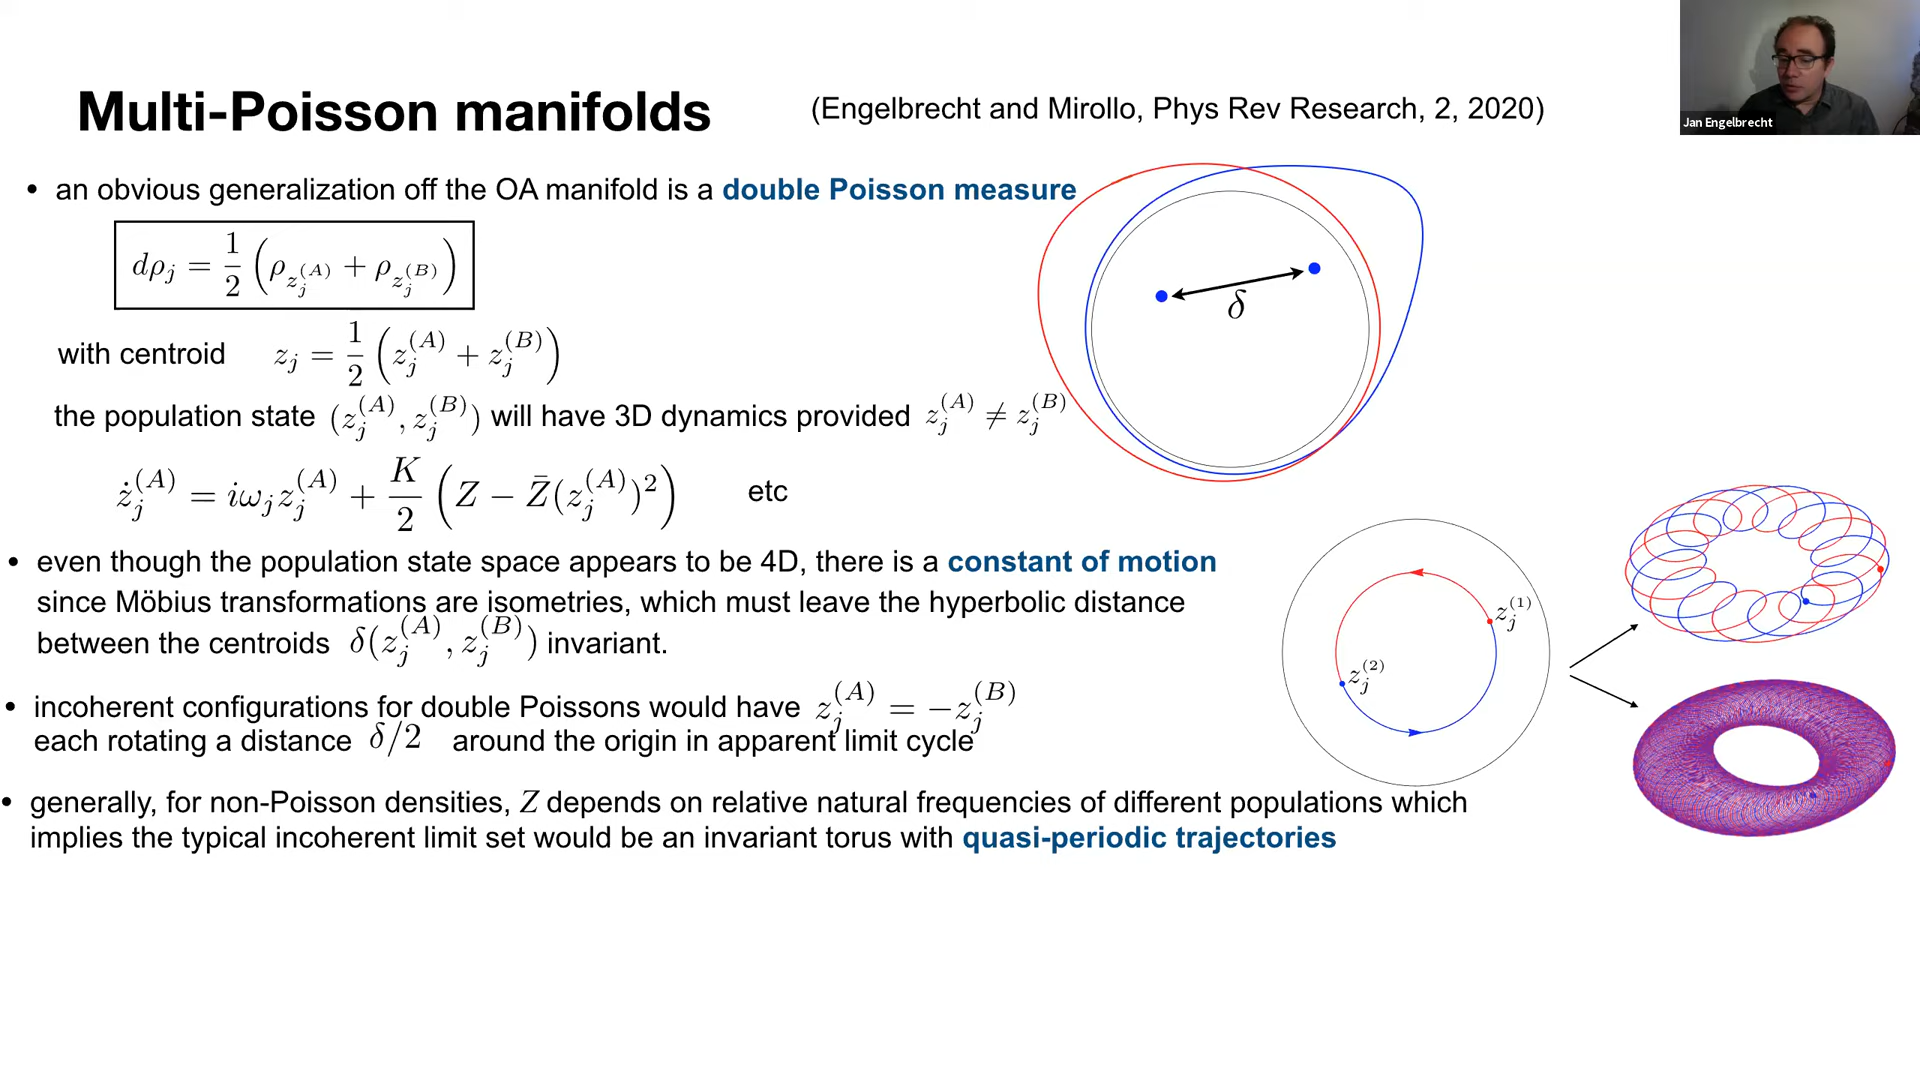 Multi-Poisson manifolds
(Engelbrecht and Mirollo, Phys Rev Research, 2, 2020)
Jan Engelbrecht
• an obvious generalization off the OA manifold is a double Poisson measure
dρ_j = 1/2 (ρ_{z_j^{(A)}} + ρ_{z_j^{(B)}})
δ
with centroid z_j = 1/2 (z_j^{(A)} + z_j^{(B)})
the population state (z_j^{(A)}, z_j^{(B)}) will have 3D dynamics provided z_j^{(A)} ≠ z_j^{(B)}
ż_j^{(A)} = iω_j z_j^{(A)} + K/2 (Z − Z̄(z_j^{(A)})²) etc
• even though the population state space appears to be 4D, there is a constant of motion
since Möbius transformations are isometries, which must leave the hyperbolic distance
between the centroids δ(z_j^{(A)}, z_j^{(B)}) invariant.
z_j^{(1)}
z_j^{(2)}
• incoherent configurations for double Poissons would have z_j^{(A)} = −z_j^{(B)}
each rotating a distance δ/2 around the origin in apparent limit cycle
• generally, for non-Poisson densities, Z depends on relative natural frequencies of different populations which
implies the typical incoherent limit set would be an invariant torus with quasi-periodic trajectories